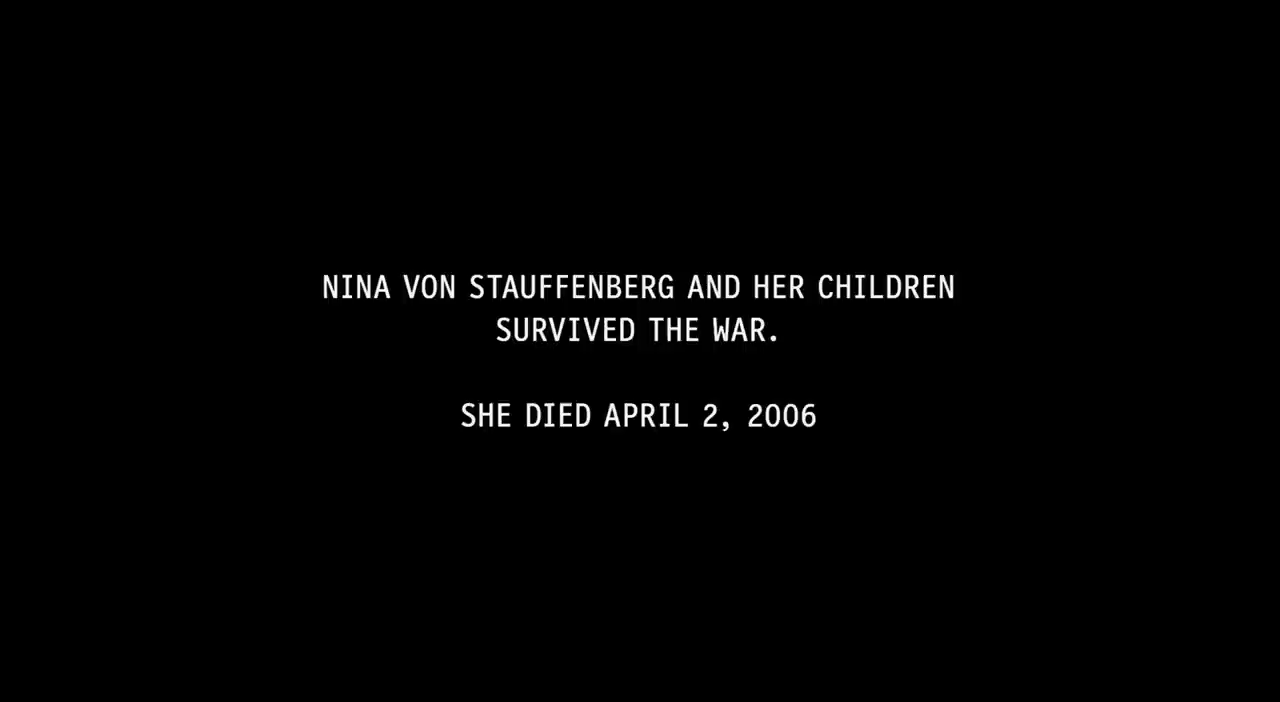 NINA VON STAUFFENBERG AND HER CHILDREN
SURVIVED THE WAR.
SHE DIED APRIL 2, 2006